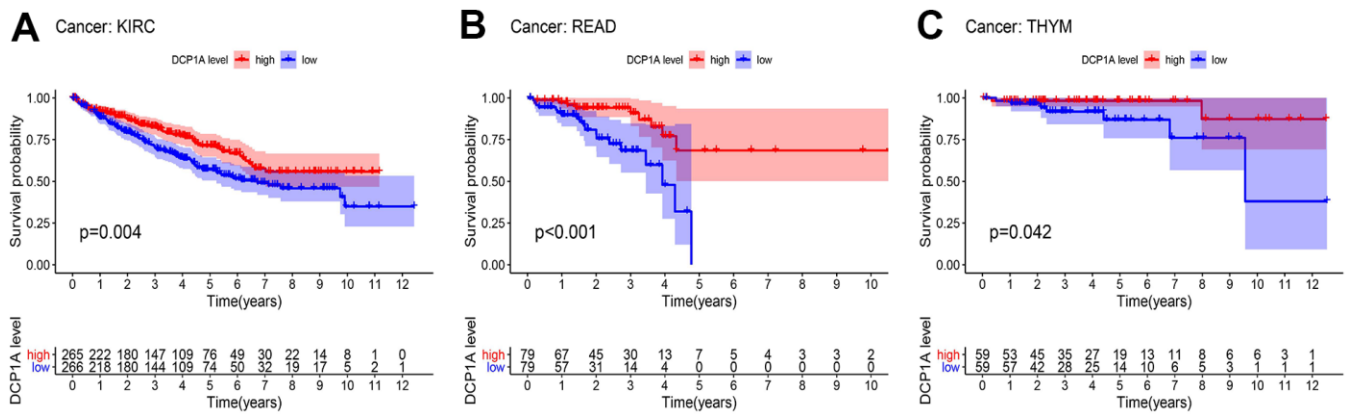 A Cancer: KIRC
DCP1A level high low
Survival probability
1.00
0.75
0.50
0.25
0.00
p=0.004
0 1 2 3 4 5 6 7 8 9 10 11 12
Time(years)
DCP1A level
high 265 222 180 147 109 76 49 30 22 14 8 1 0
low 266 218 180 144 109 74 50 32 19 17 5 2 1
0 1 2 3 4 5 6 7 8 9 10 11 12
Time(years)
B Cancer: READ
DCP1A level high low
Survival probability
1.00
0.75
0.50
0.25
0.00
p<0.001
0 1 2 3 4 5 6 7 8 9 10
Time(years)
DCP1A level
high 79 67 45 30 13 7 5 4 3 3 2
low 79 57 31 14 4 0 0 0 0 0 0
0 1 2 3 4 5 6 7 8 9 10
Time(years)
C Cancer: THYM
DCP1A level high low
Survival probability
1.00
0.75
0.50
0.25
0.00
p=0.042
0 1 2 3 4 5 6 7 8 9 10 11 12
Time(years)
DCP1A level
high 59 53 45 35 27 19 13 11 8 6 6 3 1
low 59 57 42 28 25 14 10 6 5 3 1 1 1
0 1 2 3 4 5 6 7 8 9 10 11 12
Time(years)